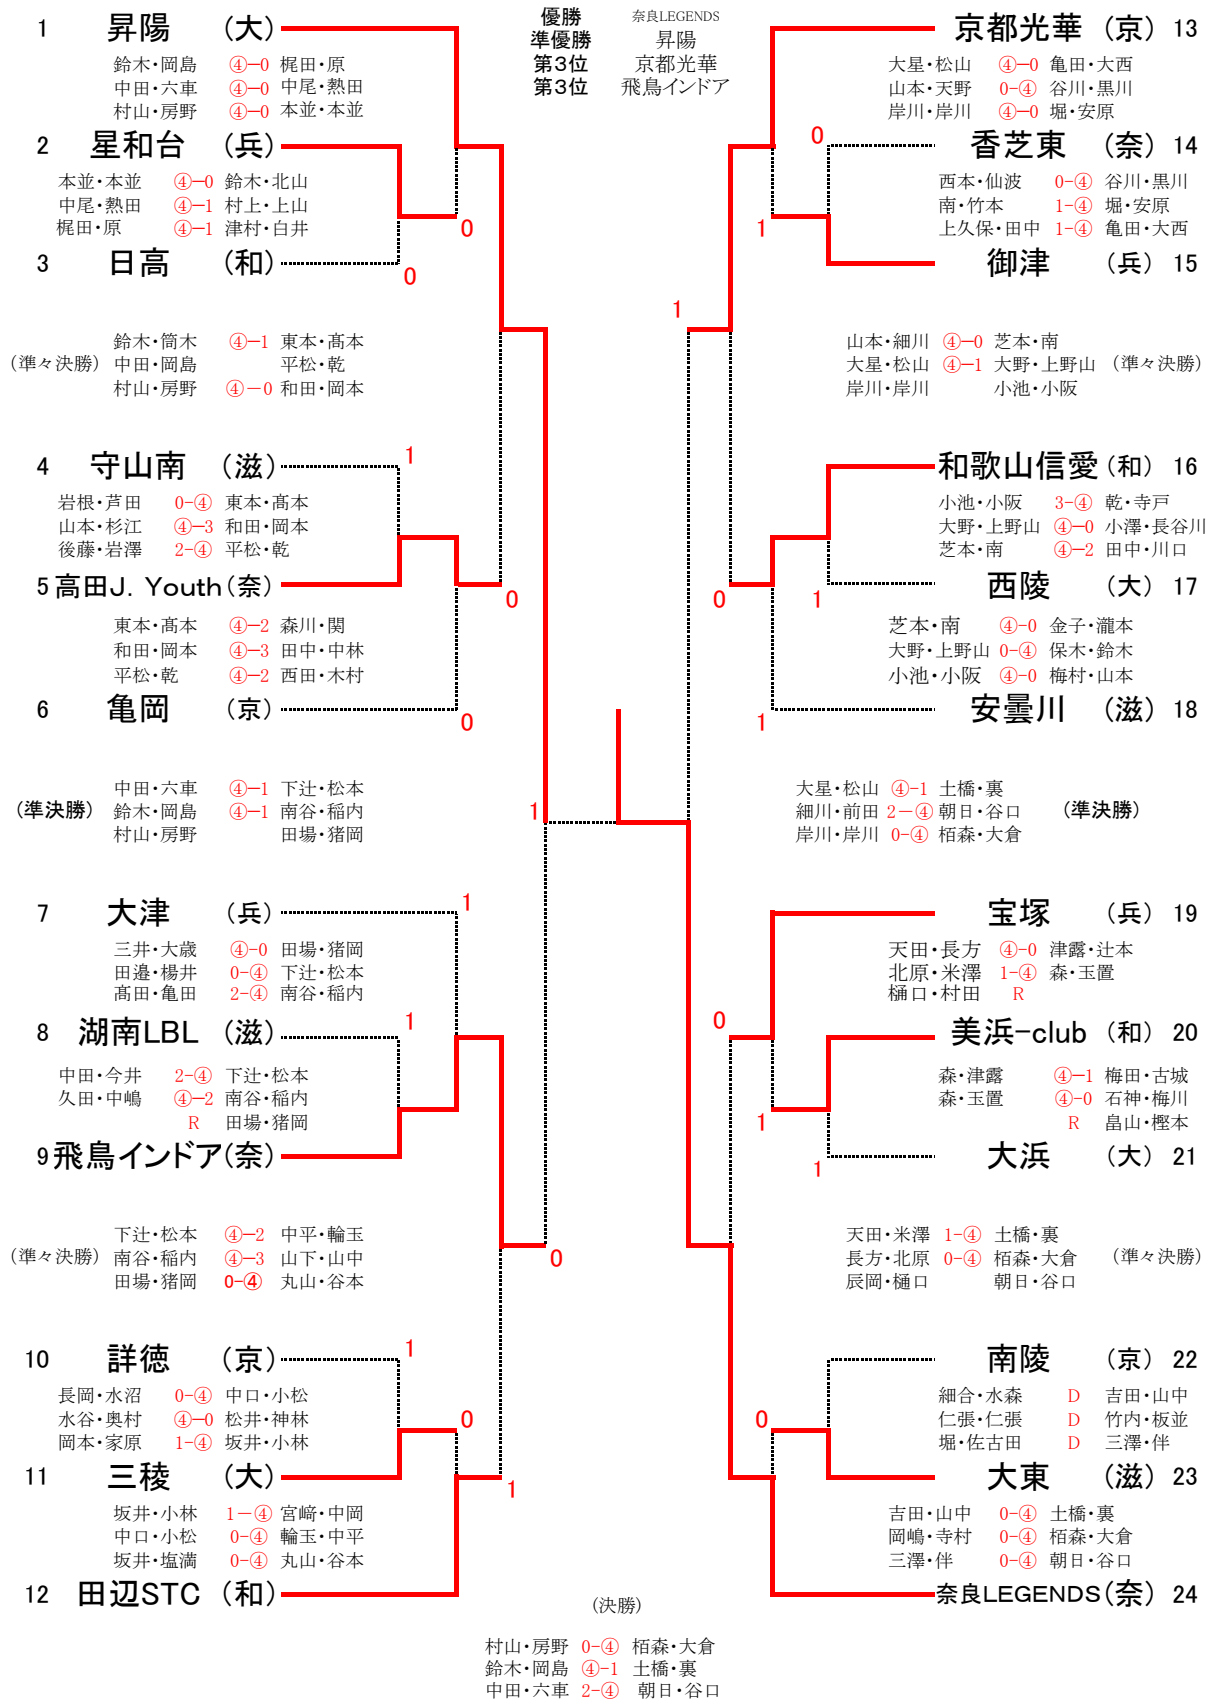 優勝 奈良LEGENDS
準優勝 昇陽
第3位 京都光華
第3位 飛鳥インドア
1 昇陽 (大)
鈴木・岡島 ④−0 梶田・原
中田・六車 ④−0 中尾・熱田
村山・房野 ④−0 本並・本並
2 星和台 (兵)
本並・本並 ④−0 鈴木・北山
中尾・熱田 ④−1 村上・上山
梶田・原 ④−1 津村・白井
0
3 日高 (和)
0
鈴木・筒木 ④−1 東本・髙本
(準々決勝) 中田・岡島 平松・乾
村山・房野 ④−0 和田・岡本
1
4 守山南 (滋)
岩根・芦田 0-④ 東本・髙本
山本・杉江 ④−3 和田・岡本
後藤・岩澤 2-④ 平松・乾
5 高田J. Youth (奈)
0
東本・髙本 ④−2 森川・関
和田・岡本 ④−3 田中・中林
平松・乾 ④−2 西田・木村
6 亀岡 (京)
0
中田・六車 ④−1 下辻・松本
(準決勝) 鈴木・岡島 ④−1 南谷・稲内
村山・房野 田場・猪岡
1
7 大津 (兵)
1
三井・大歳 ④-0 田場・猪岡
田邉・楊井 0-④ 下辻・松本
髙田・亀田 2-④ 南谷・稲内
8 湖南LBL (滋)
1
中田・今井 2-④ 下辻・松本
久田・中嶋 ④−2 南谷・稲内
R 田場・猪岡
9 飛鳥インドア (奈)
下辻・松本 ④−2 中平・輪玉
(準々決勝) 南谷・稲内 ④−3 山下・山中
田場・猪岡 0-④ 丸山・谷本
0
1
10 詳徳 (京)
長岡・水沼 0-④ 中口・小松
水谷・奥村 ④−0 松井・神林
岡本・家原 1-④ 坂井・小林
0
11 三稜 (大)
1
坂井・小林 1−④ 宮﨑・中岡
中口・小松 0-④ 輪玉・中平
坂井・塩満 0-④ 丸山・谷本
12 田辺STC (和)
京都光華 (京) 13
大星・松山 ④−0 亀田・大西
山本・天野 0-④ 谷川・黒川
岸川・岸川 ④−0 堀・安原
0
香芝東 (奈) 14
西本・仙波 0-④ 谷川・黒川
南・竹本 1-④ 堀・安原
上久保・田中 1-④ 亀田・大西
1
御津 (兵) 15
1
山本・細川 ④−0 芝本・南
大星・松山 ④−1 大野・上野山 (準々決勝)
岸川・岸川 小池・小阪
和歌山信愛 (和) 16
小池・小阪 3-④ 乾・寺戸
大野・上野山 ④−0 小澤・長谷川
芝本・南 ④−2 田中・川口
0 1
西陵 (大) 17
芝本・南 ④-0 金子・瀧本
大野・上野山 0-④ 保木・鈴木
小池・小阪 ④-0 梅村・山本
安曇川 (滋) 18
1
大星・松山 ④-1 土橋・裏
細川・前田 2−④ 朝日・谷口 (準決勝)
岸川・岸川 0-④ 栢森・大倉
宝塚 (兵) 19
天田・長方 ④-0 津露・辻本
北原・米澤 1-④ 森・玉置
樋口・村田 R
0
美浜-club (和) 20
森・津露 ④−1 梅田・古城
森・玉置 ④-0 石神・梅川
R 畠山・樫本
1
大浜 (大) 21
1
天田・米澤 1-④ 土橋・裏
長方・北原 0-④ 栢森・大倉 (準々決勝)
辰岡・樋口 朝日・谷口
南陵 (京) 22
細合・水森 D 吉田・山中
仁張・仁張 D 竹内・板並
堀・佐古田 D 三澤・伴
0
大東 (滋) 23
吉田・山中 0-④ 土橋・裏
岡嶋・寺村 0-④ 栢森・大倉
三澤・伴 0-④ 朝日・谷口
奈良LEGENDS (奈) 24
(決勝)
村山・房野 0-④ 栢森・大倉
鈴木・岡島 ④-1 土橋・裏
中田・六車 2-④ 朝日・谷口